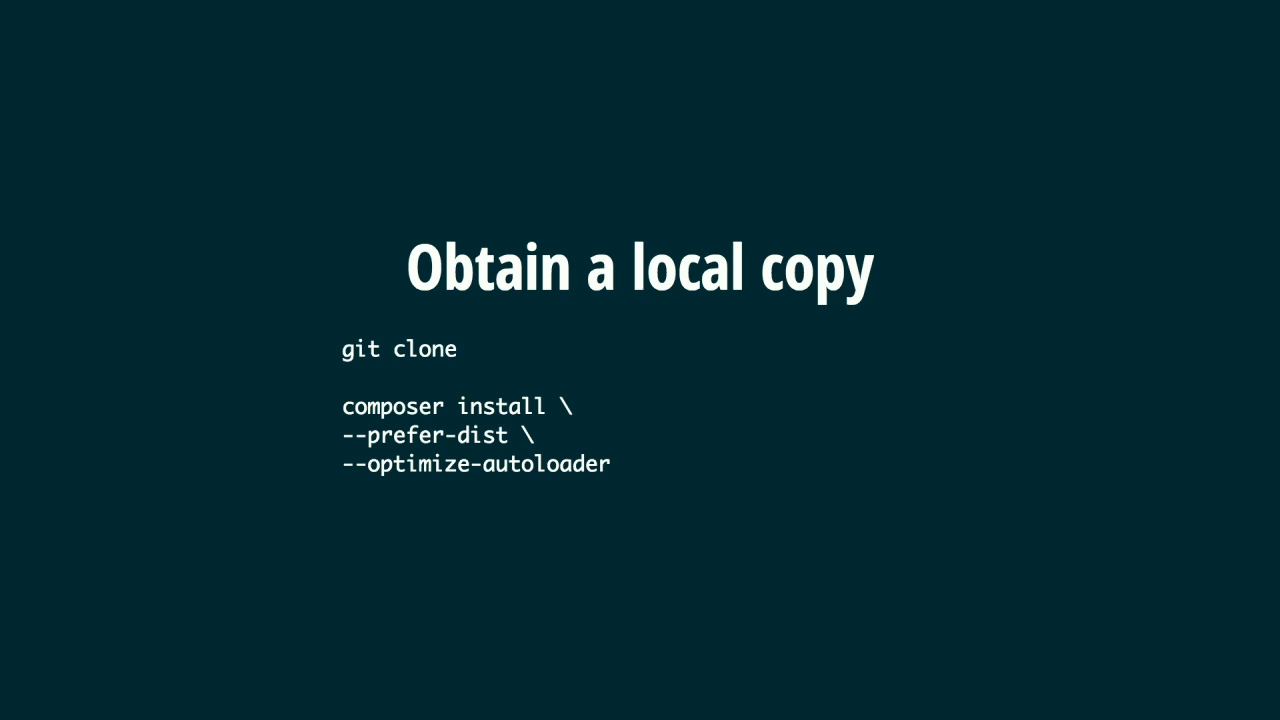 Obtain a local copy
git clone
composer install \
--prefer-dist \
--optimize-autoloader